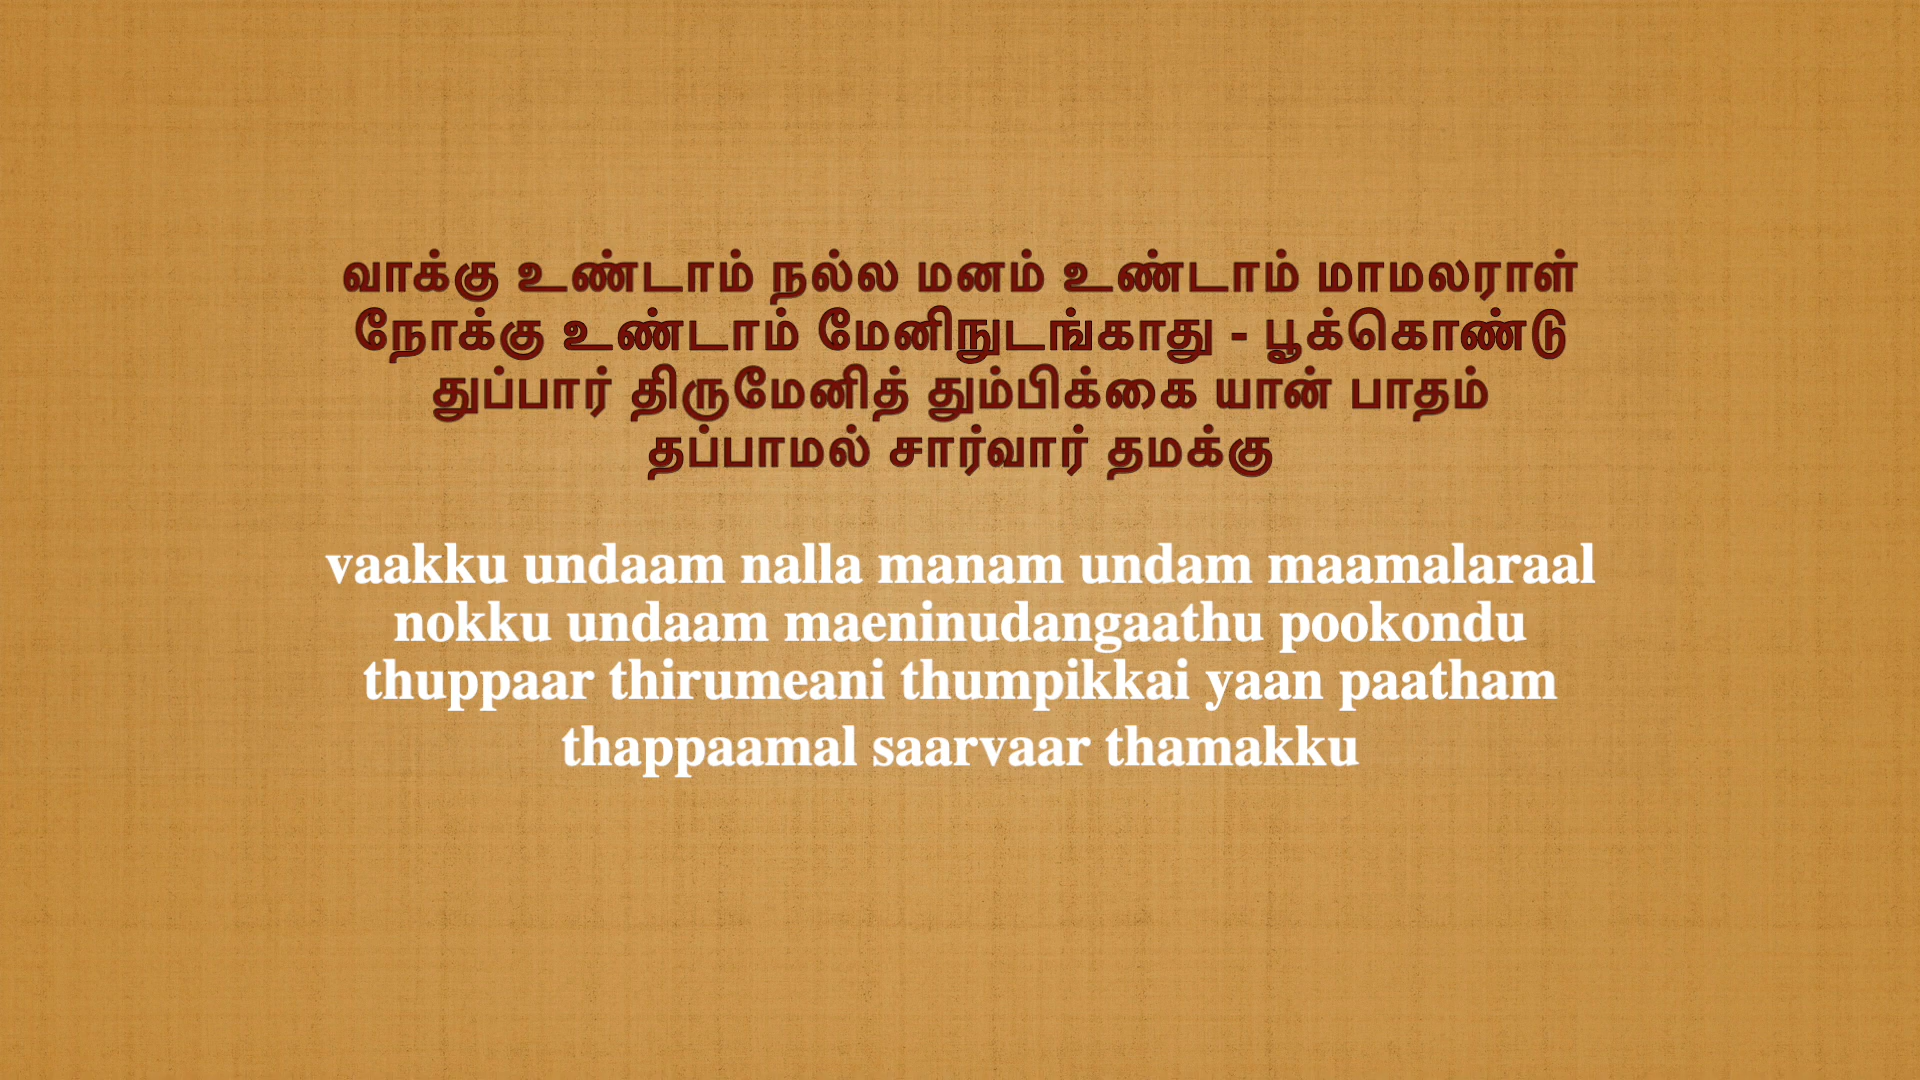 வாக்கு உண்டாம் நல்ல மனம் உண்டாம் மாமலராள்
நோக்கு உண்டாம் மேனிநுடங்காது - பூக்கொண்டு
துப்பார் திருமேனித் தும்பிக்கை யான் பாதம்
தப்பாமல் சார்வார் தமக்கு
vaakku undaam nalla manam undam maamalaraal
nokku undaam maeninudangaathu pookondu
thuppaar thirumeani thumpikkai yaan paatham
thappaamal saarvaar thamakku